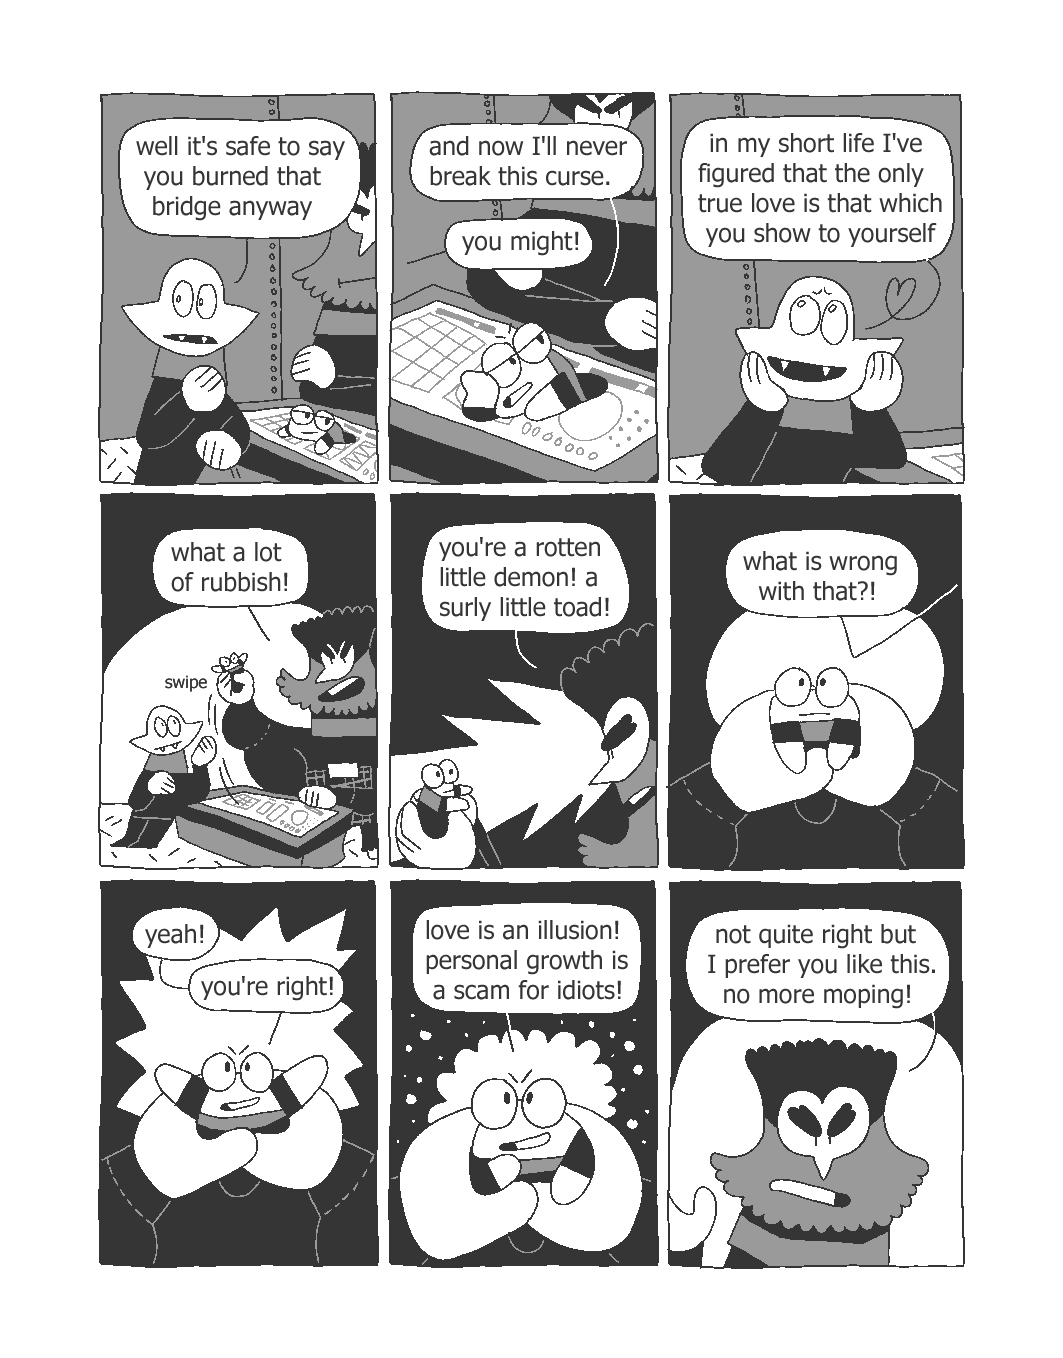 well it's safe to say
you burned that
bridge anyway
and now I'll never
break this curse.
you might!
in my short life I've
figured that the only
true love is that which
you show to yourself
what a lot
of rubbish!
swipe
you're a rotten
little demon! a
surly little toad!
what is wrong
with that?!
yeah!
you're right!
love is an illusion!
personal growth is
a scam for idiots!
not quite right but
I prefer you like this.
no more moping!